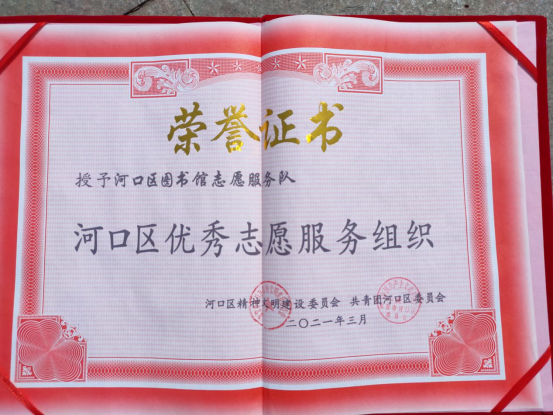 荣誉证书
授予河口区图书馆志愿服务队
河口区优秀志愿服务组织
河口区精神文明建设委员会 共青团河口区委员会
二〇二一年三月